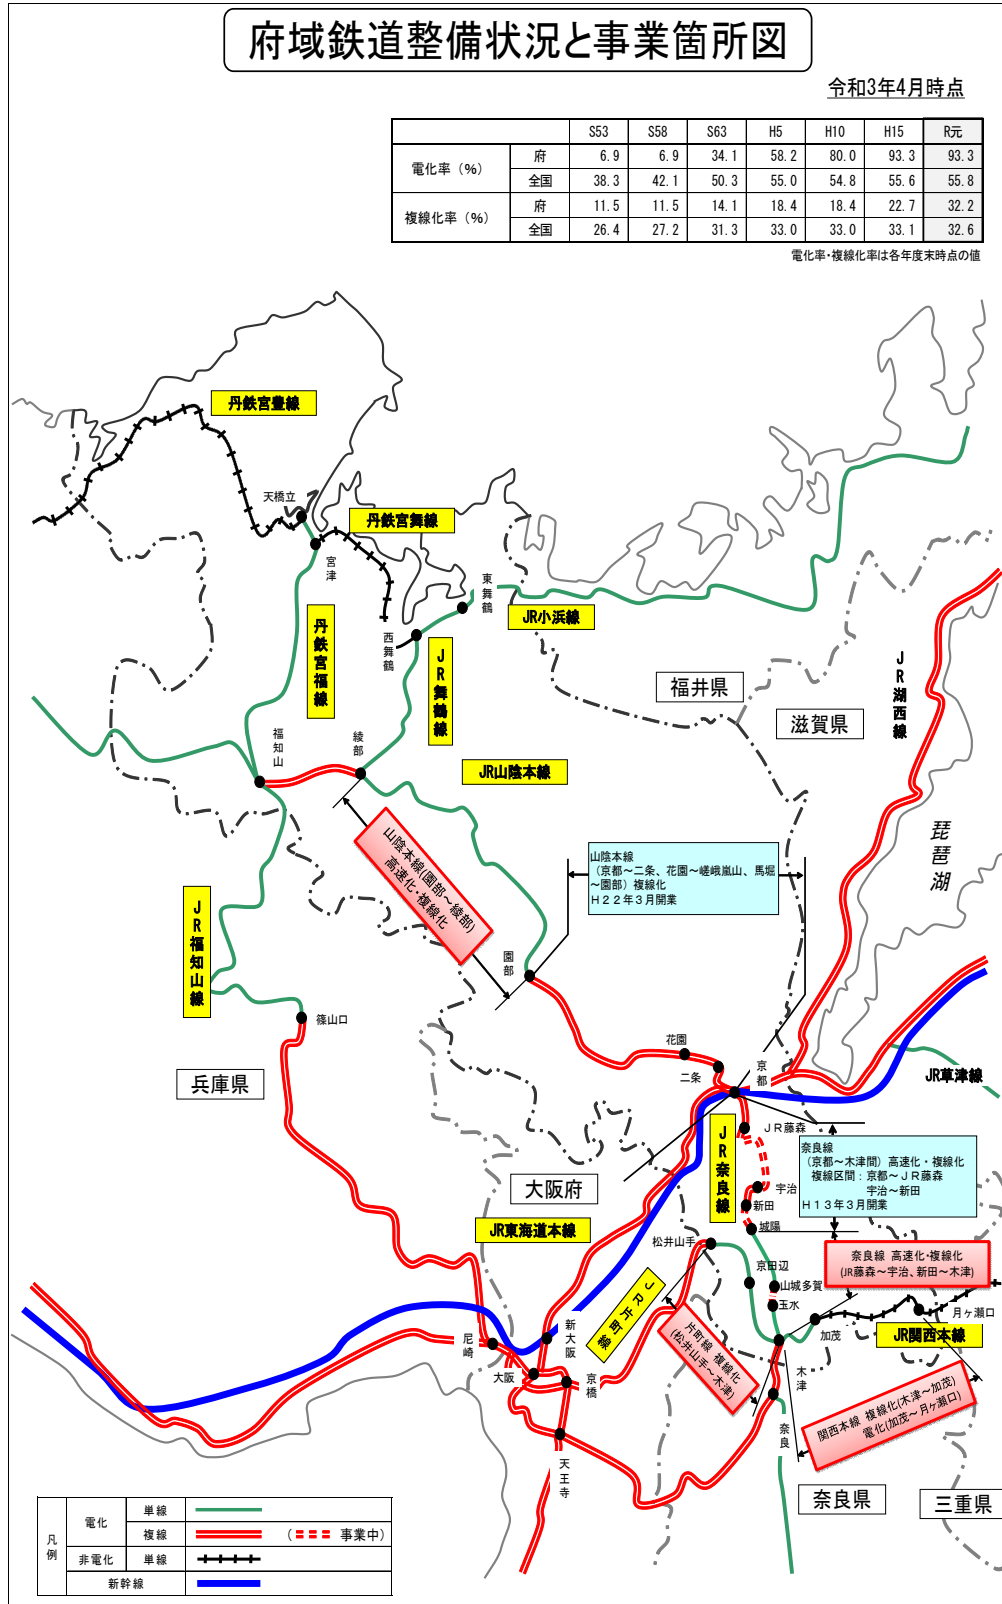 府域鉄道整備状況と事業箇所図
令和3年4月時点
S53 S58 S63 H5 H10 H15 R元
電化率（%） 府 6.9 6.9 34.1 58.2 80.0 93.3 93.3
全国 38.3 42.1 50.3 55.0 54.8 55.6 55.8
複線化率（%） 府 11.5 11.5 14.1 18.4 18.4 22.7 32.2
全国 26.4 27.2 31.3 33.0 33.0 33.1 32.6
電化率・複線化率は各年度末時点の値
丹鉄宮豊線
天橋立
丹鉄宮舞線
宮津
東舞鶴
JR小浜線
丹鉄宮福線
西舞鶴
JR舞鶴線
福井県
滋賀県
JR湖西線
福知山
綾部
JR山陰本線
琵琶湖
山陰本線(園部～綾部)
高速化・複線化
山陰本線
（京都～二条、花園～嵯峨嵐山、馬堀
～園部）複線化
H22年3月開業
JR福知山線
園部
篠山口
花園
二条
京都
兵庫県
JR草津線
JR藤森
JR奈良線
奈良線
（京都～木津間）高速化・複線化
複線区間：京都～JR藤森
宇治～新田
H13年3月開業
大阪府
宇治
新田
JR東海道本線
城陽
松井山手
奈良線 高速化・複線化
(JR藤森～宇治、新田～木津)
京田辺
山城多賀
JR片町線
玉水
月ヶ瀬口
加茂
JR関西本線
新大阪
尼崎
片町線 複線化
(松井山手～木津)
大阪
京橋
木津
関西本線 複線化(木津～加茂)
電化(加茂～月ヶ瀬口)
奈良
天王寺
奈良県
三重県
凡例
電化 単線
複線 （ 事業中）
非電化 単線
新幹線